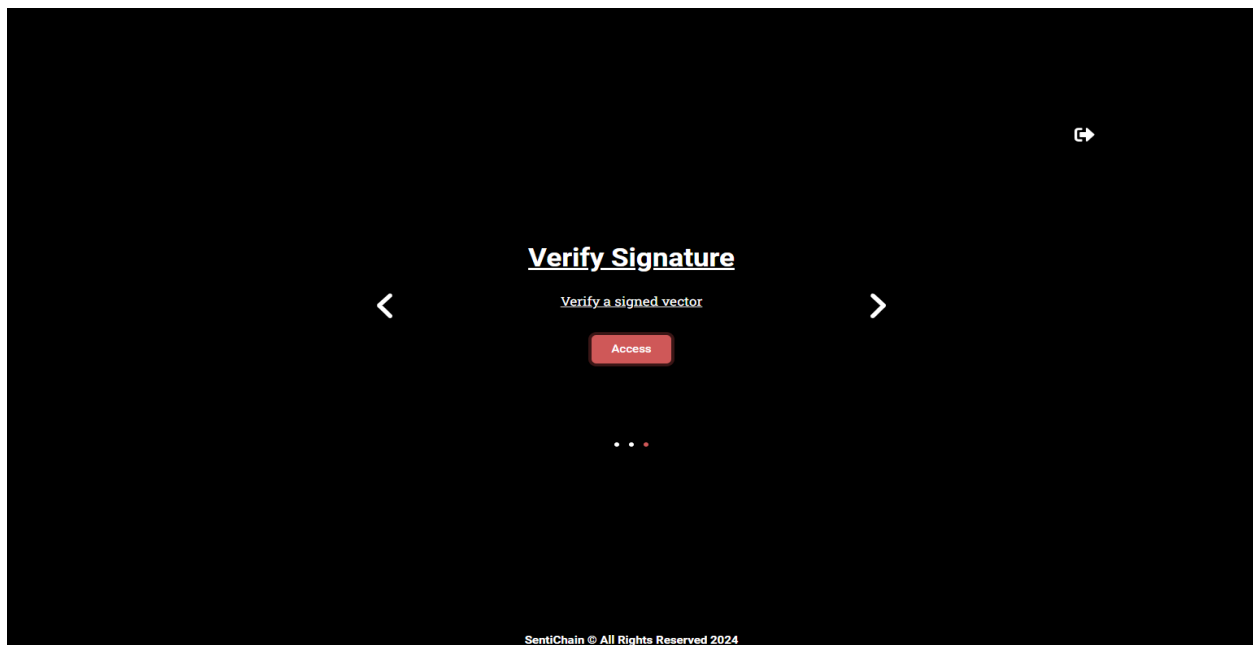 Verify Signature
Verify a signed vector
Access
SentiChain © All Rights Reserved 2024